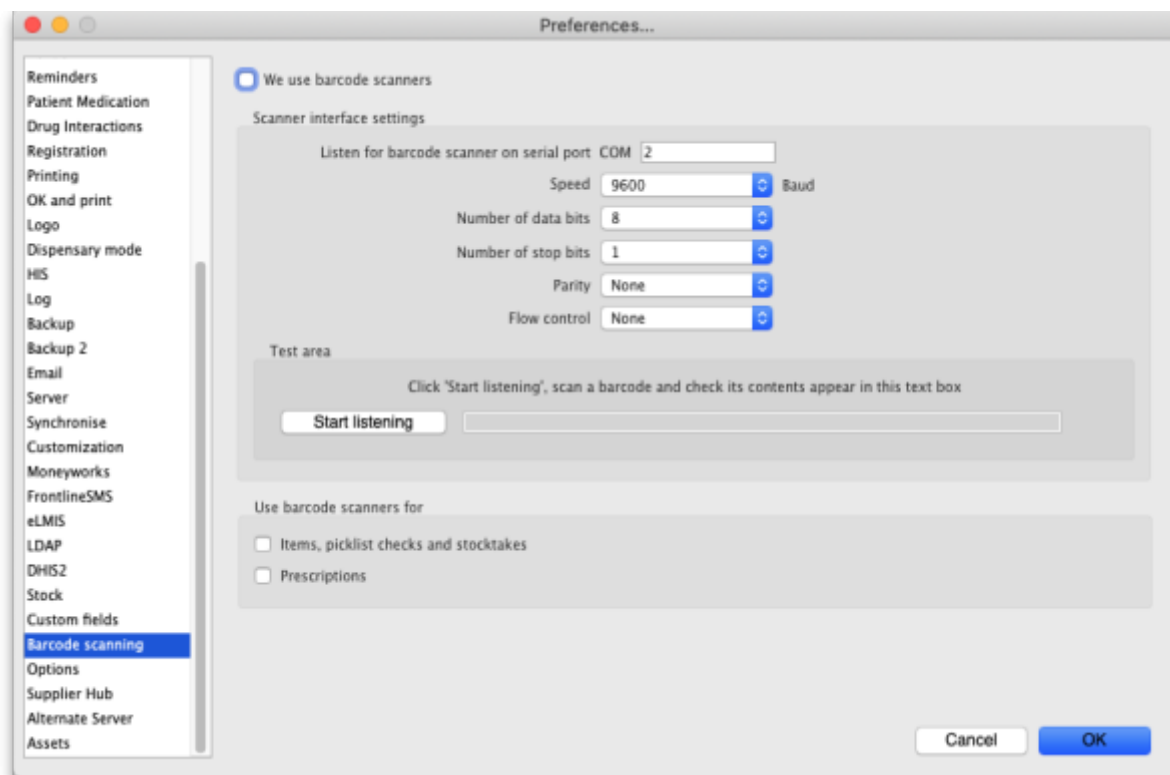 Preferences...
Reminders
Patient Medication
Drug Interactions
Registration
Printing
OK and print
Logo
Dispensary mode
HIS
Log
Backup
Backup 2
Email
Server
Synchronise
Customization
Moneyworks
FrontlineSMS
eLMIS
LDAP
DHIS2
Stock
Custom fields
Barcode scanning
Options
Supplier Hub
Alternate Server
Assets
We use barcode scanners
Scanner interface settings
Listen for barcode scanner on serial port COM 2
Speed 9600 Baud
Number of data bits 8
Number of stop bits 1
Parity None
Flow control None
Test area
Click 'Start listening', scan a barcode and check its contents appear in this text box
Start listening
Use barcode scanners for
Items, picklist checks and stocktakes
Prescriptions
Cancel OK